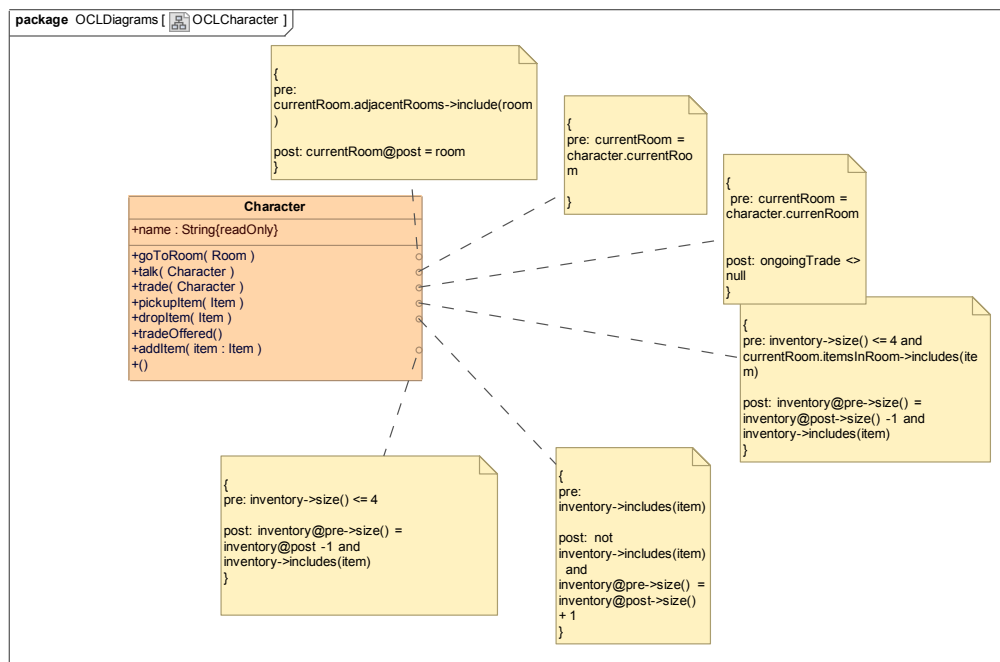 package OCLDiagrams [ OCLCharacter ]
{
pre:
currentRoom.adjacentRooms->include(room
)
post: currentRoom@post = room
}
{
pre: currentRoom =
character.currentRoo
m
}
{
pre: currentRoom =
character.currenRoom
post: ongoingTrade <>
null
}
Character
+name : String{readOnly}
+goToRoom( Room )
+talk( Character )
+trade( Character )
+pickupItem( Item )
+dropItem( Item )
+tradeOffered()
+addItem( item : Item )
+()
{
pre: inventory->size() <= 4 and
currentRoom.itemsInRoom->includes(ite
m)
post: inventory@pre->size() =
inventory@post->size() -1 and
inventory->includes(item)
}
{
pre: inventory->size() <= 4
post: inventory@pre->size() =
inventory@post -1 and
inventory->includes(item)
}
{
pre:
inventory->includes(item)
post: not
inventory->includes(item)
and
inventory@pre->size() =
inventory@post->size()
+ 1
}